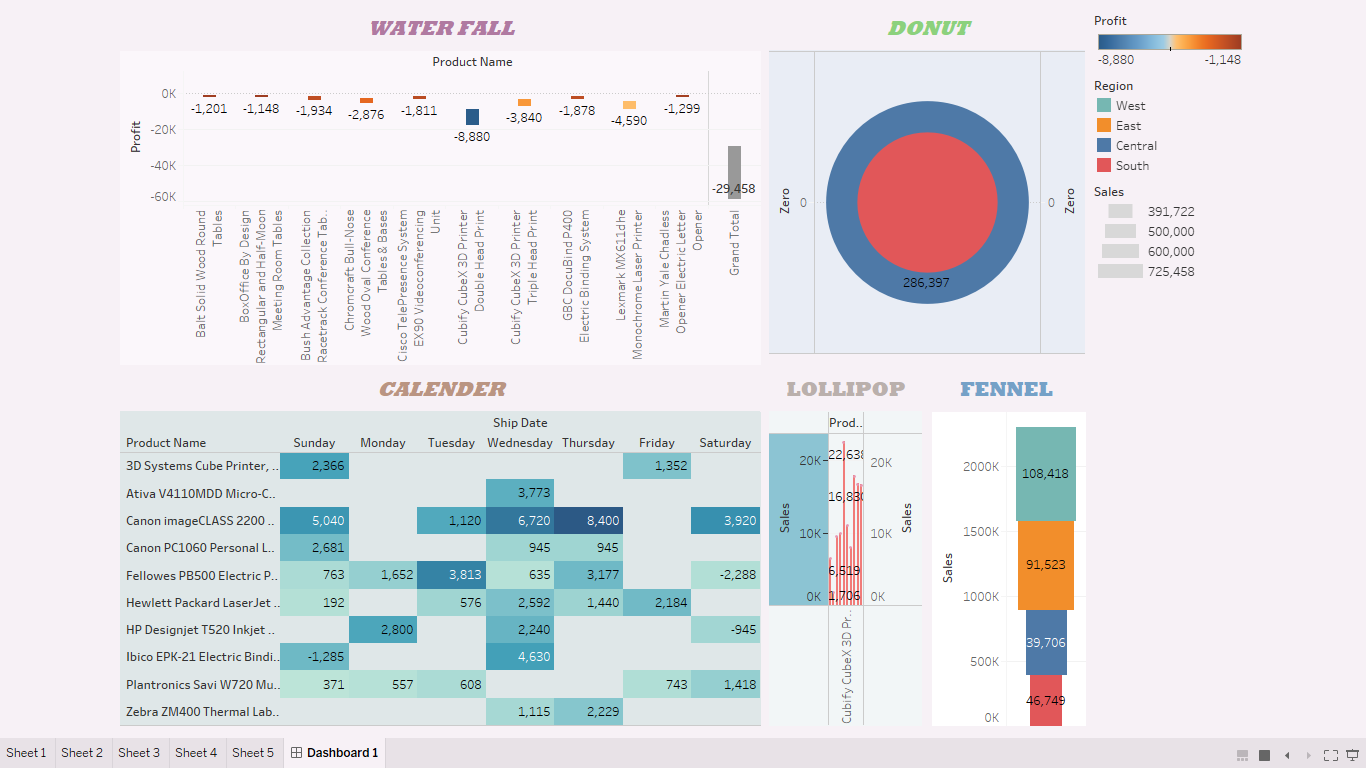 WATER FALL
Product Name
Profit
0K
-20K
-40K
-60K
-1,201
-1,148
-1,934
-2,876
-1,811
-8,880
-3,840
-1,878
-4,590
-1,299
-29,458
Balt Solid Wood Round
Tables
BoxOffice By Design
Rectangular and Half-Moon
Meeting Room Tables
Bush Advantage Collection
Racetrack Conference Tab..
Chromcraft Bull-Nose
Wood Oval Conference
Tables & Bases
Cisco TelePresence System
EX90 Videoconferencing
Unit
Cubify CubeX 3D Printer
Double Head Print
Cubify CubeX 3D Printer
Triple Head Print
GBC DocuBind P400
Electric Binding System
Lexmark MX611dhe
Monochrome Laser Printer
Martin Yale Chadless
Opener Electric Letter
Opener
Grand Total
DONUT
Zero
0
286,397
0
Zero
Profit
-8,880 -1,148
Region
West
East
Central
South
Sales
391,722
500,000
600,000
725,458
CALENDER
Ship Date
Product Name Sunday Monday Tuesday Wednesday Thursday Friday Saturday
3D Systems Cube Printer, .. 2,366 1,352
Ativa V4110MDD Micro-C.. 3,773
Canon imageCLASS 2200 .. 5,040 1,120 6,720 8,400 3,920
Canon PC1060 Personal L.. 2,681 945 945
Fellowes PB500 Electric P.. 763 1,652 3,813 635 3,177 -2,288
Hewlett Packard LaserJet .. 192 576 2,592 1,440 2,184
HP Designjet T520 Inkjet .. 2,800 2,240 -945
Ibico EPK-21 Electric Bindi.. -1,285 4,630
Plantronics Savi W720 Mu.. 371 557 608 743 1,418
Zebra ZM400 Thermal Lab.. 1,115 2,229
LOLLIPOP
Prod..
Sales
20K
10K
0K
22,638
16,830
6,519
1,706
20K
10K
0K
Sales
Cubify CubeX 3D Pr..
FENNEL
Sales
2000K
1500K
1000K
500K
0K
108,418
91,523
39,706
46,749
Sheet 1 Sheet 2 Sheet 3 Sheet 4 Sheet 5 Dashboard 1